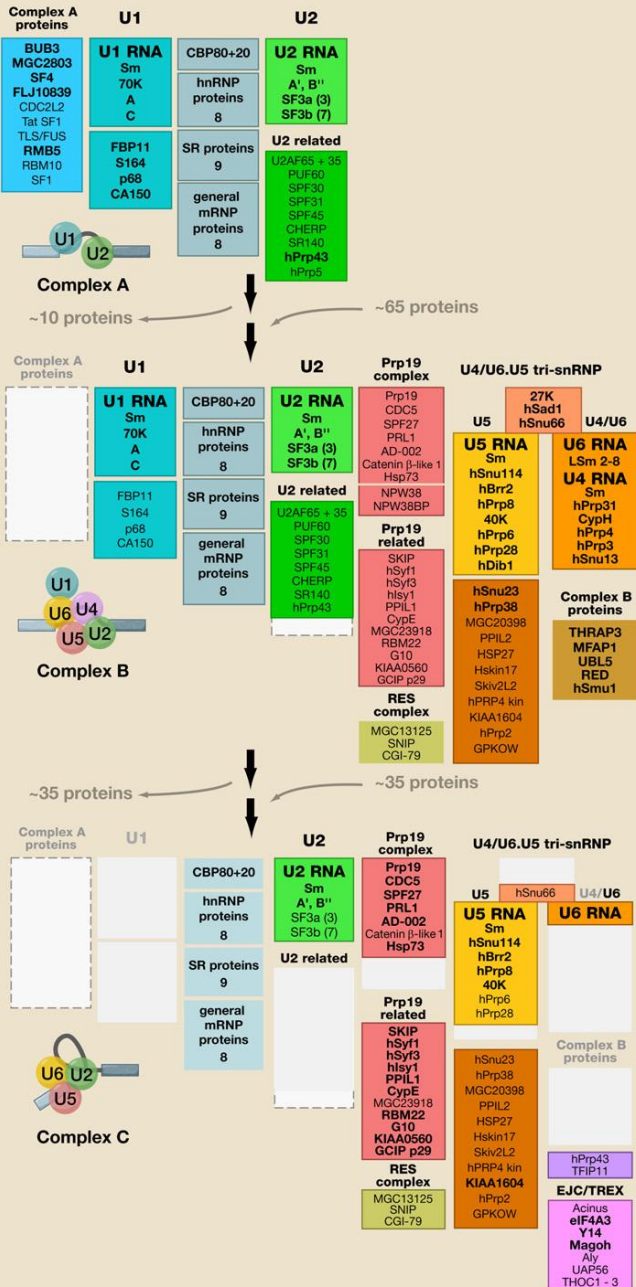 Complex A
proteins
U1
U2
BUB3
MGC2803
SF4
FLJ10839
CDC2L2
Tat SF1
TLS/FUS
RMB5
RBM10
SF1
U1 RNA
Sm
70K
A
C
FBP11
S164
p68
CA150
CBP80+20
hnRNP
proteins
8
SR proteins
9
general
mRNP
proteins
8
U2 RNA
Sm
A', B''
SF3a (3)
SF3b (7)
U2 related
U2AF65 + 35
PUF60
SPF30
SPF31
SPF45
CHERP
SR140
hPrp43
hPrp5
U1
U2
Complex A
~10 proteins
~65 proteins
Complex A
proteins
U1
U2
Prp19
complex
U4/U6.U5 tri-snRNP
U1 RNA
Sm
70K
A
C
FBP11
S164
p68
CA150
CBP80+20
hnRNP
proteins
8
SR proteins
9
general
mRNP
proteins
8
U2 RNA
Sm
A', B''
SF3a (3)
SF3b (7)
U2 related
U2AF65 + 35
PUF60
SPF30
SPF31
SPF45
CHERP
SR140
hPrp43
Prp19
CDC5
SPF27
PRL1
AD-002
Catenin β-like 1
Hsp73
NPW38
NPW38BP
Prp19
related
SKIP
hSyf1
hSyf3
hIsy1
PPIL1
CypE
MGC23918
RBM22
G10
KIAA0560
GCIP p29
RES
complex
MGC13125
SNIP
CGI-79
27K
hSad1
hSnu66
U5
U4/U6
U5 RNA
Sm
hSnu114
hBrr2
hPrp8
40K
hPrp6
hPrp28
hDib1
hSnu23
hPrp38
MGC20398
PPIL2
HSP27
Hskin17
Skiv2L2
hPRP4 kin
KIAA1604
hPrp2
GPKOW
U6 RNA
LSm 2-8
U4 RNA
Sm
hPrp31
CypH
hPrp4
hPrp3
hSnu13
Complex B
proteins
THRAP3
MFAP1
UBL5
RED
hSmu1
U1
U6
U4
U5
U2
Complex B
~35 proteins
~35 proteins
Complex A
proteins
U1
U2
Prp19
complex
U4/U6.U5 tri-snRNP
CBP80+20
hnRNP
proteins
8
SR proteins
9
general
mRNP
proteins
8
U2 RNA
Sm
A', B''
SF3a (3)
SF3b (7)
U2 related
Prp19
CDC5
SPF27
PRL1
AD-002
Catenin β-like 1
Hsp73
Prp19
related
SKIP
hSyf1
hSyf3
hIsy1
PPIL1
CypE
MGC23918
RBM22
G10
KIAA0560
GCIP p29
RES
complex
MGC13125
SNIP
CGI-79
hSnu66
U5
U4/U6
U5 RNA
Sm
hSnu114
hBrr2
hPrp8
40K
hPrp6
hPrp28
hSnu23
hPrp38
MGC20398
PPIL2
HSP27
Hskin17
Skiv2L2
hPRP4 kin
KIAA1604
hPrp2
GPKOW
U6 RNA
Complex B
proteins
hPrp43
TFIP11
EJC/TREX
Acinus
eIF4A3
Y14
Magoh
Aly
UAP56
THOC1 - 3
U6
U2
U5
Complex C